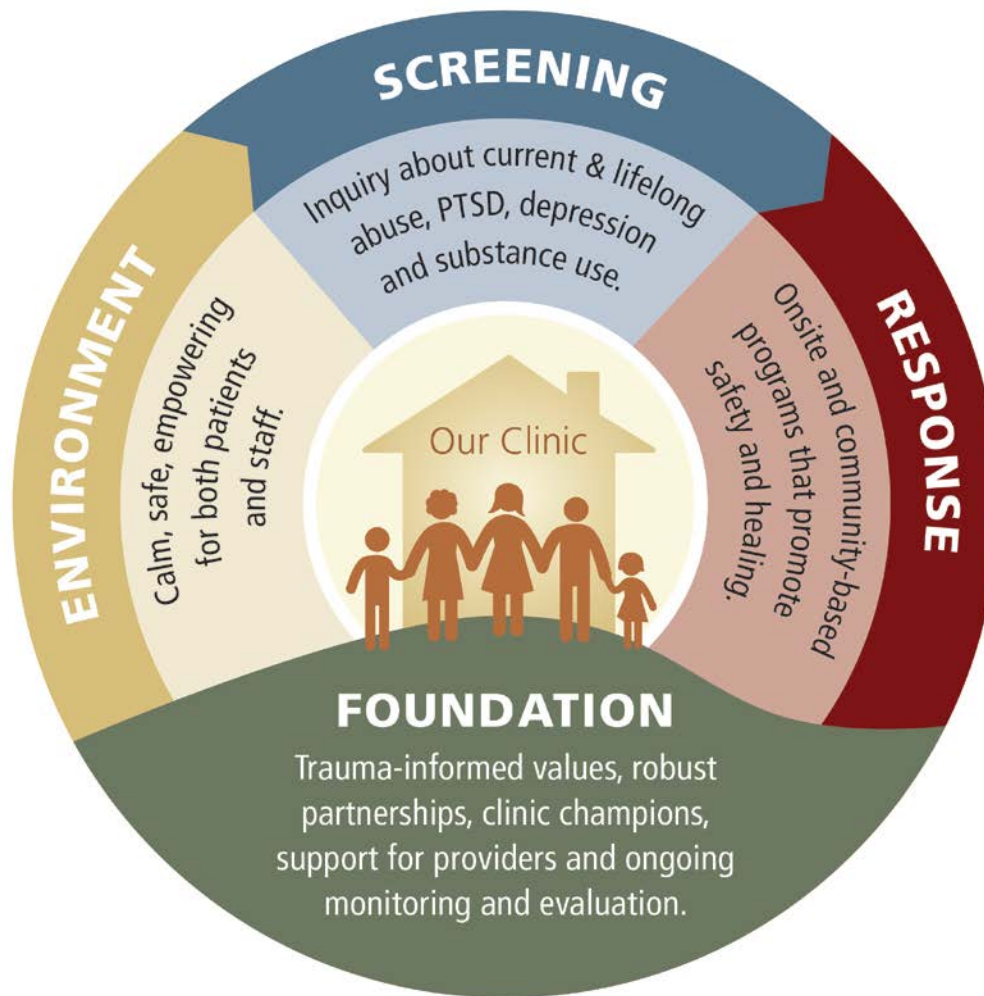 SCREENING
Inquiry about current & lifelong
abuse, PTSD, depression
and substance use.
ENVIRONMENT
Calm, safe, empowering
for both patients
and staff.
RESPONSE
Onsite and community-based
programs that promote
safety and healing.
Our Clinic
FOUNDATION
Trauma-informed values, robust
partnerships, clinic champions,
support for providers and ongoing
monitoring and evaluation.